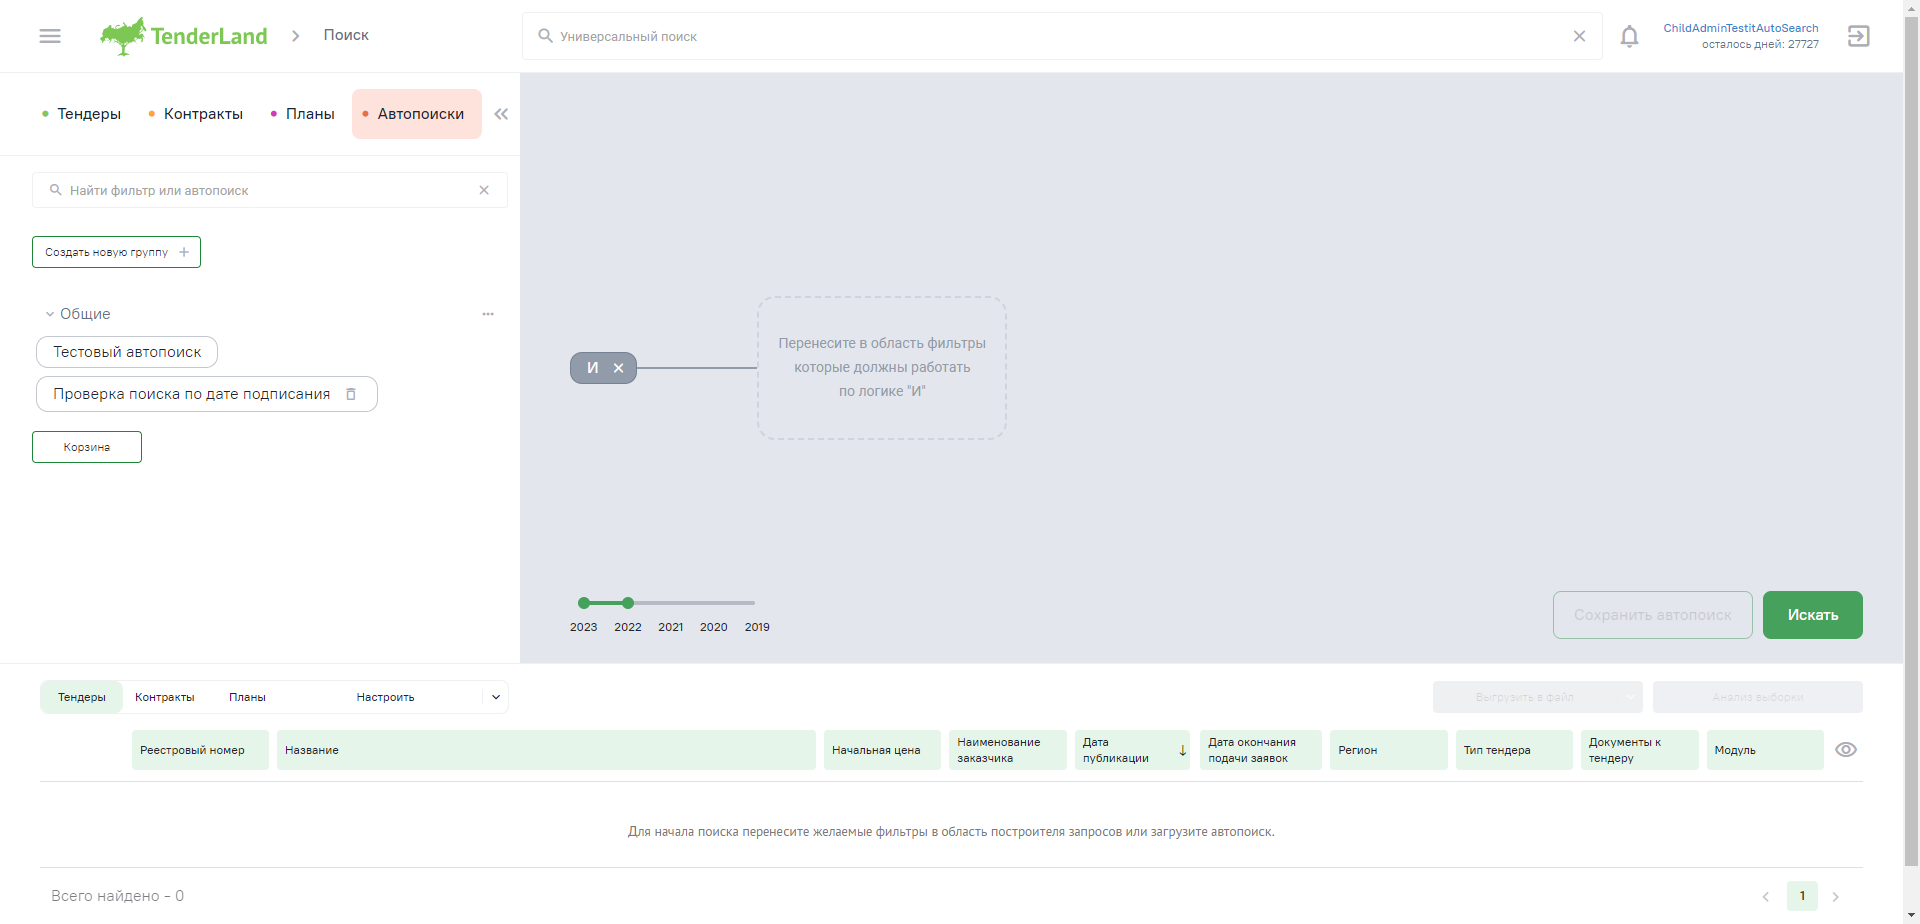 TenderLand
Поиск
Универсальный поиск
ChildAdminTestitAutoSearch
осталось дней: 27727
Тендеры
Контракты
Планы
Автопоиски
Найти фильтр или автопоиск
Создать новую группу
Общие
Тестовый автопоиск
Проверка поиска по дате подписания
Корзина
И
Перенесите в область фильтры
которые должны работать
по логике "И"
2023 2022 2021 2020 2019
Сохранить автопоиск
Искать
Тендеры Контракты Планы Настроить
Выгрузить в файл
Анализ выборки
Реестровый номер
Название
Начальная цена
Наименование
заказчика
Дата
публикации
Дата окончания
подачи заявок
Регион
Тип тендера
Документы к
тендеру
Модуль
Для начала поиска перенесите желаемые фильтры в область построителя запросов или загрузите автопоиск.
Всего найдено - 0
1